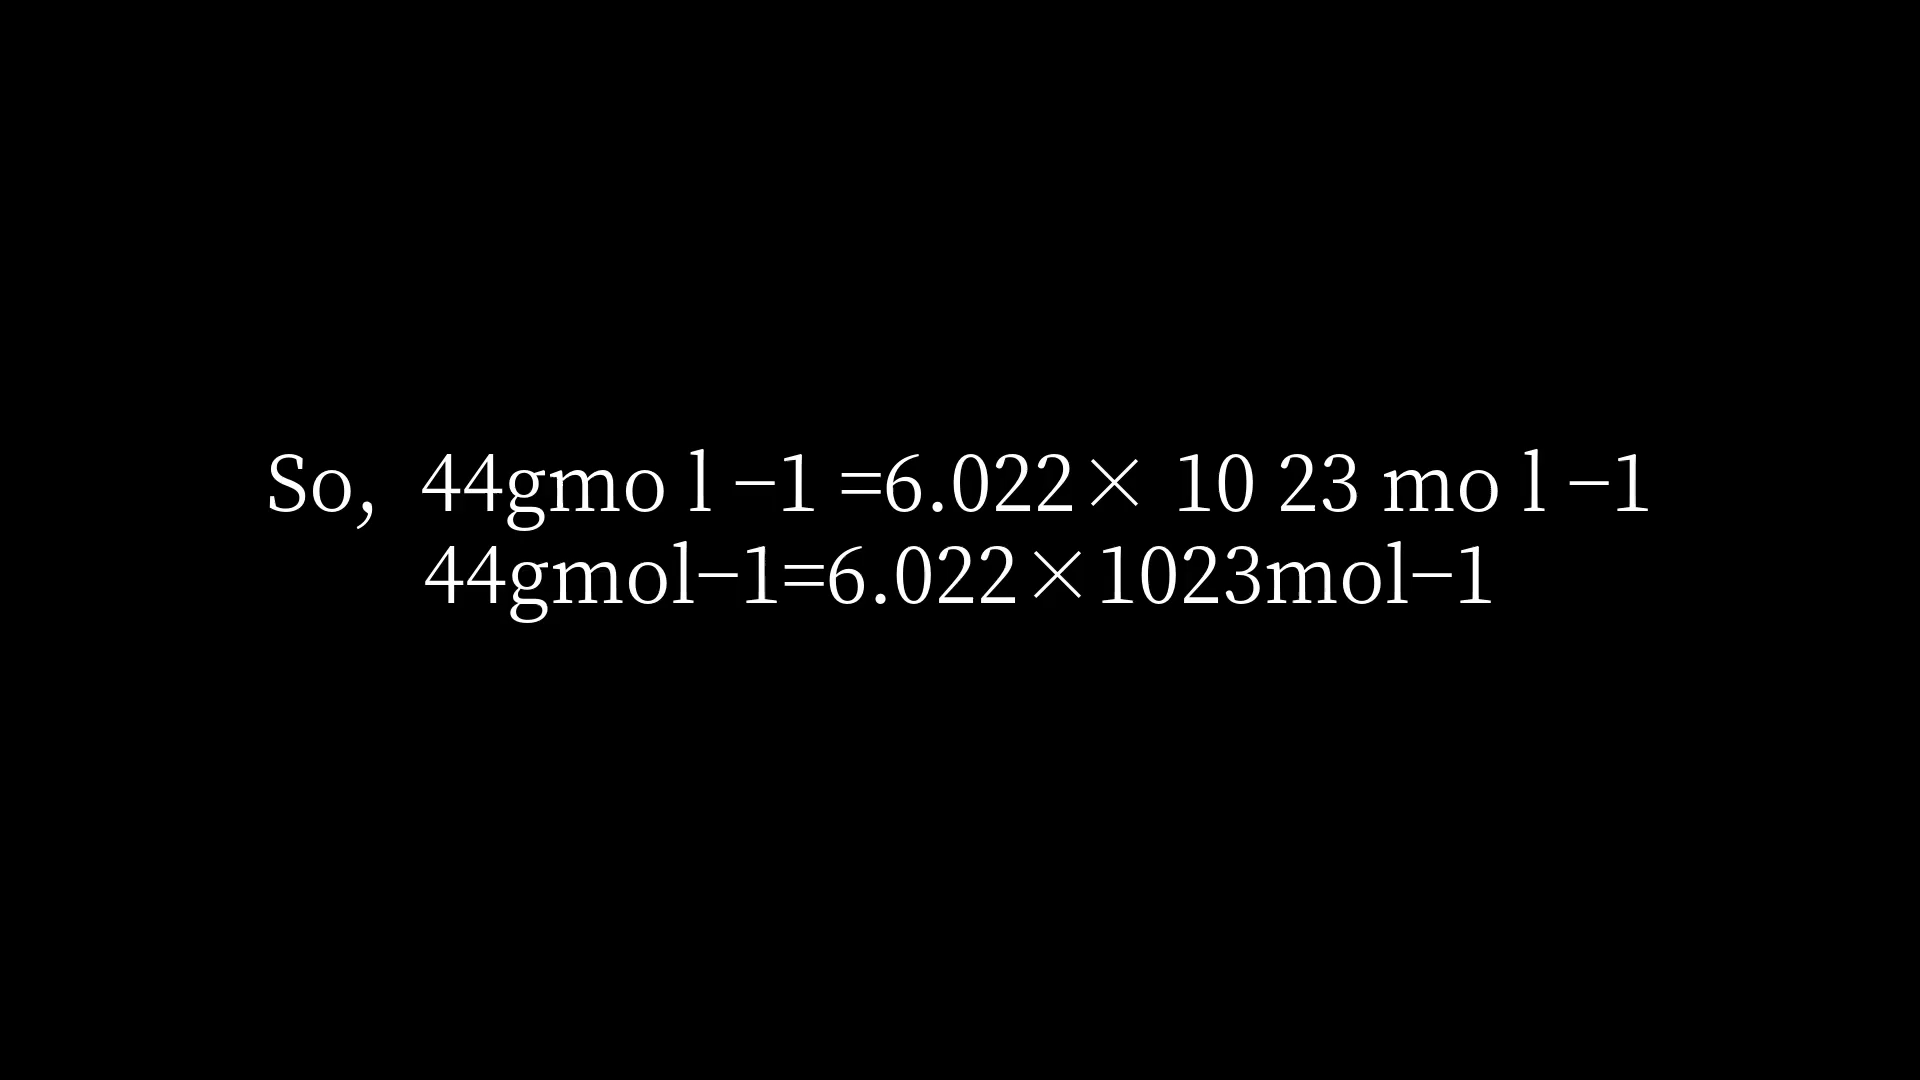 So,  44gmo l −1 =6.022× 10 23 mo l −1
44gmol−1=6.022×1023mol−1